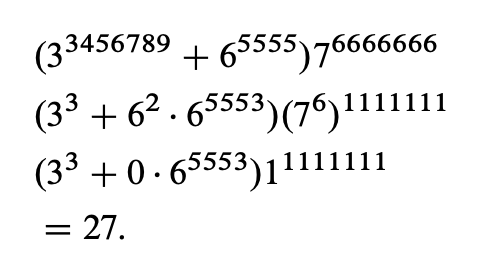 (3^{3456789} + 6^{5555})7^{6666666}
(3^3 + 6^2 · 6^{5553})(7^6)^{1111111}
(3^3 + 0 · 6^{5553})1^{1111111}
= 27.